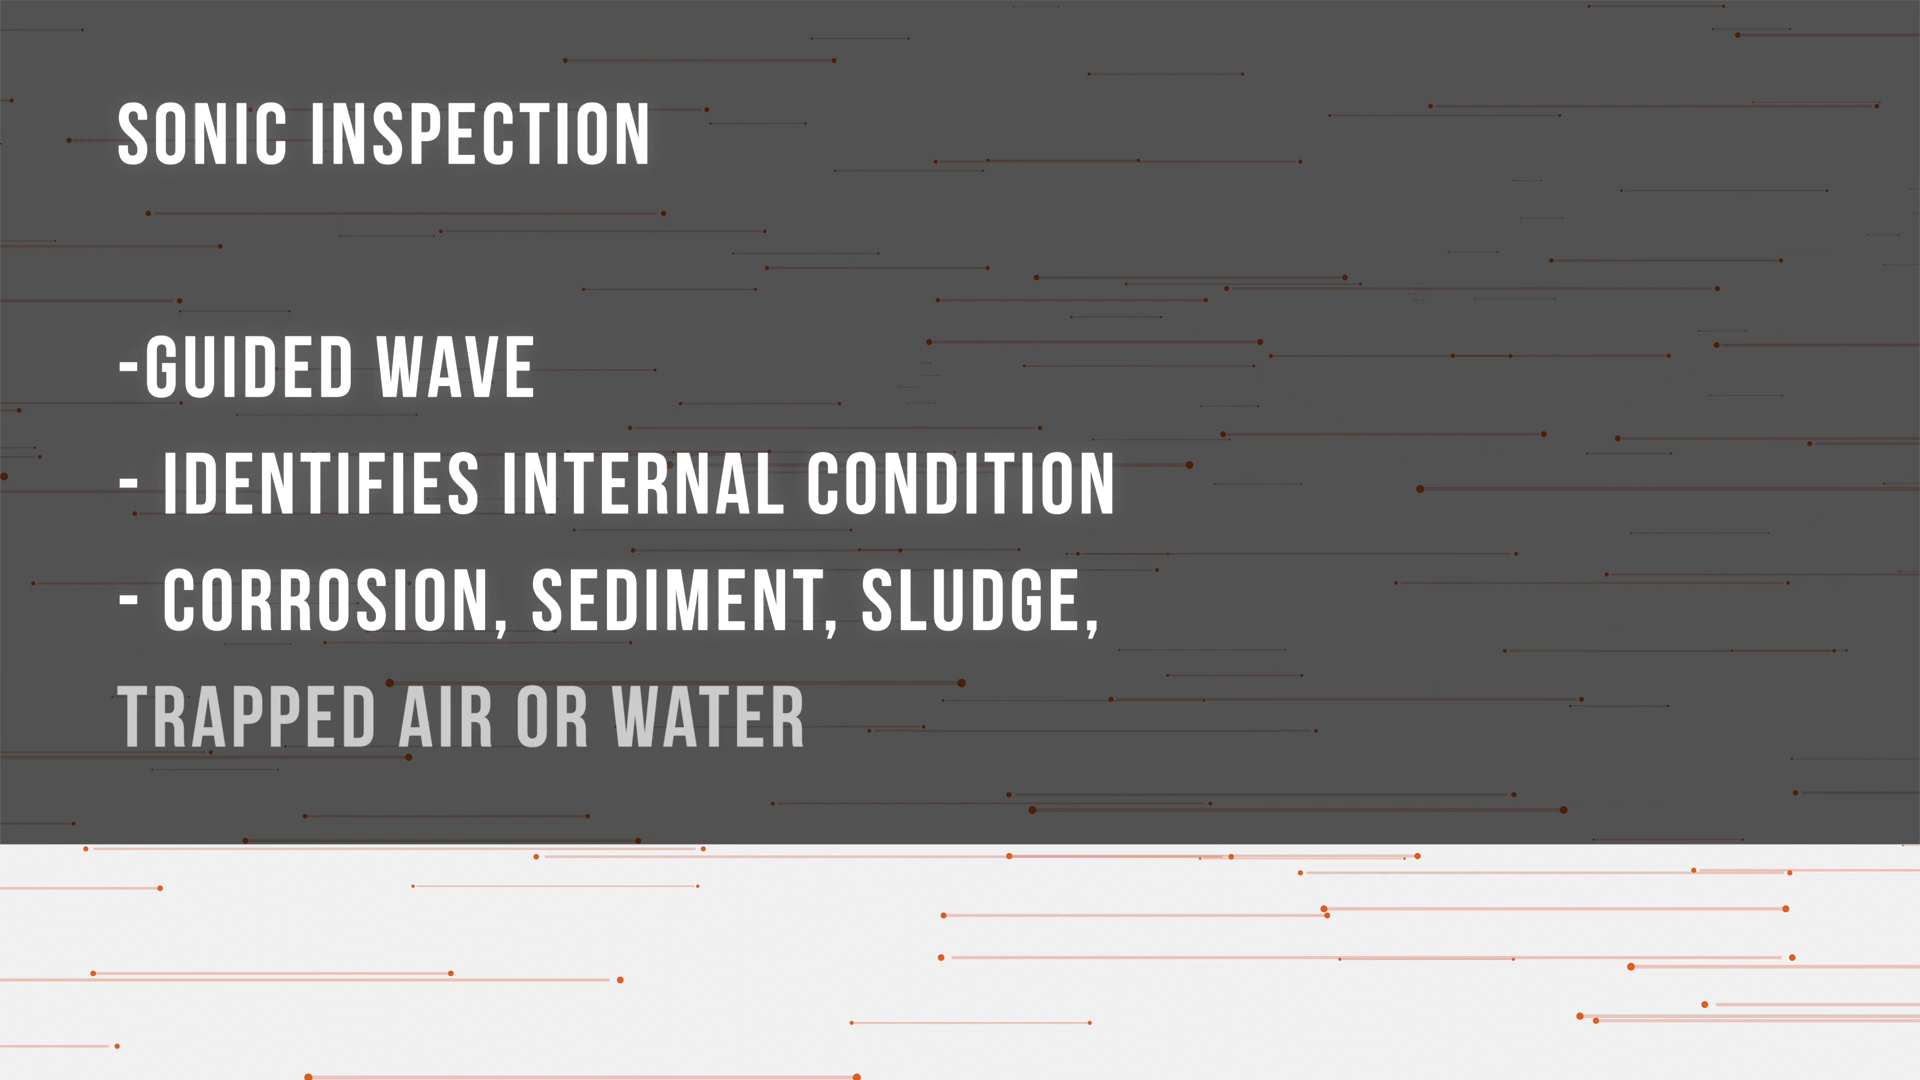 SONIC INSPECTION
-GUIDED WAVE
- IDENTIFIES INTERNAL CONDITION
- CORROSION, SEDIMENT, SLUDGE,
TRAPPED AIR OR WATER